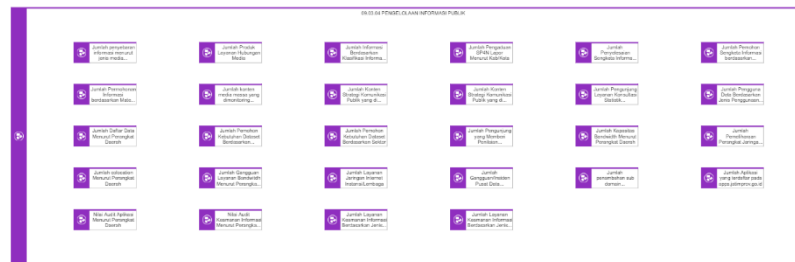 09.03.04 PENGELOLAAN INFORMASI PUBLIK
Jumlah penyebaran
informasi menurut
jenis media...
Jumlah Produk
Layanan Hubungan
Media
Jumlah Informasi
Berdasarkan
Klasifikasi Informa...
Jumlah Pengaduan
SP4N Lapor
Menurut Kab/Kota
Jumlah
Penyelesaian
Sengketa Informa...
Jumlah Pemohon
Sengketa Informasi
berdasarkan...
Jumlah Permohonan
Informasi
berdasarkan Mata...
Jumlah konten
media massa yang
dimonitoring...
Jumlah Konten
Strategi Komunikasi
Publik yang di...
Jumlah Konten
Strategi Komunikasi
Publik yang di...
Jumlah Pengunjung
Layanan Konsultasi
Statistik...
Jumlah Pengguna
Data Berdasarkan
Jenis Penggunaan...
Jumlah Daftar Data
Menurut Perangkat
Daerah
Jumlah Pemohon
Kebutuhan Dataset
Berdasarkan...
Jumlah Pemohon
Kebutuhan Dataset
Berdasarkan Sektor
Jumlah Pengunjung
yang Memberi
Penilaian...
Jumlah Kapasitas
Bandwidth Menurut
Perangkat Daerah
Jumlah
Pemeliharaan
Perangkat Jaringa...
Jumlah colocation
Menurut Perangkat
Daerah
Jumlah Gangguan
Layanan Bandwidth
Menurut Perangka...
Jumlah Layanan
Jaringan Internet
Instansi/Lembaga
Jumlah
Gangguan/Insiden
Pusat Data...
Jumlah
penambahan sub
domain...
Jumlah Aplikasi
yang terdaftar pada
apps.jatimprov.go.id
Nilai Audit Aplikasi
Menurut Perangkat
Daerah
Nilai Audit
Keamanan Informasi
Menurut Perangka...
Jumlah Layanan
Keamanan Informasi
Berdasarkan Jenis...
Jumlah Layanan
Keamanan Informasi
Berdasarkan Jenis...